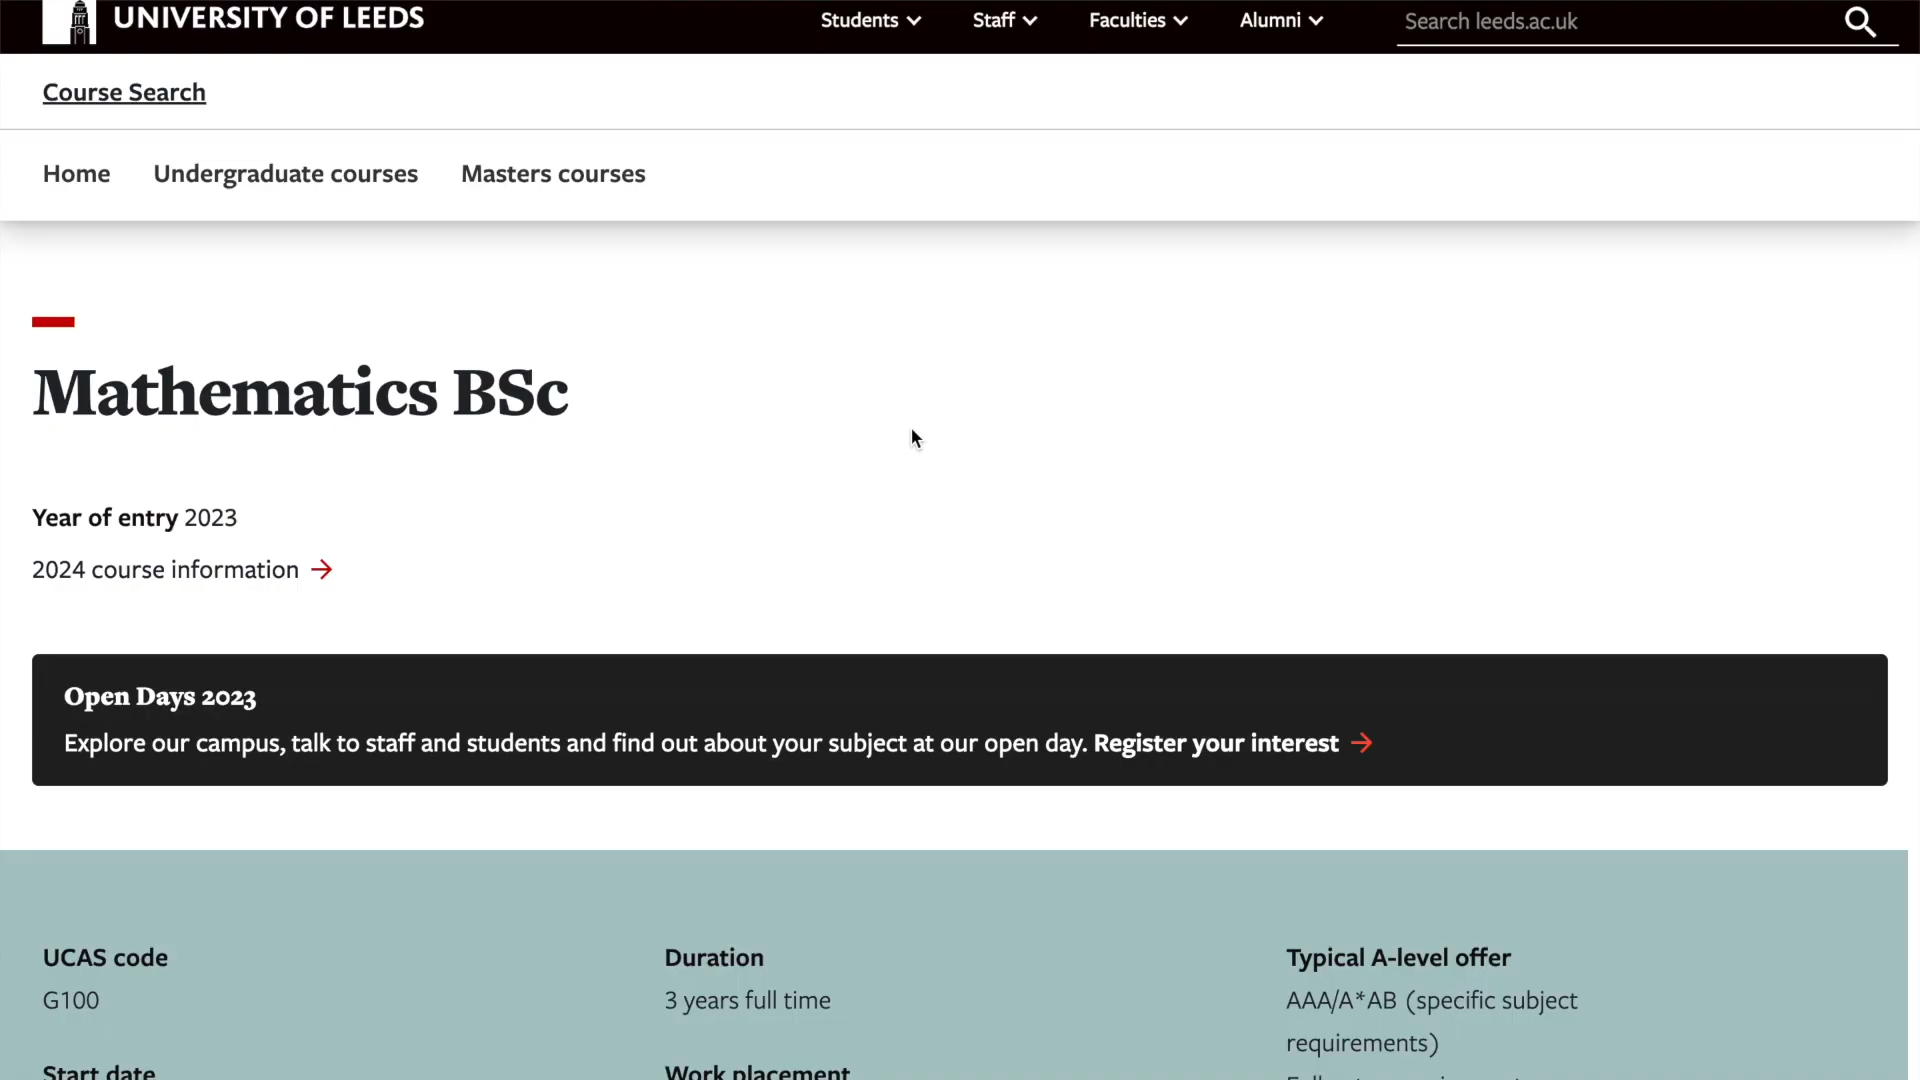 UNIVERSITY OF LEEDS
Students
Staff
Faculties
Alumni
Search leeds.ac.uk
Course Search
Home
Undergraduate courses
Masters courses
Mathematics BSc
Year of entry 2023
2024 course information
Open Days 2023
Explore our campus, talk to staff and students and find out about your subject at our open day. Register your interest
UCAS code
G100
Duration
3 years full time
Typical A-level offer
AAA/A*AB (specific subject
requirements)
Start date
Work placement